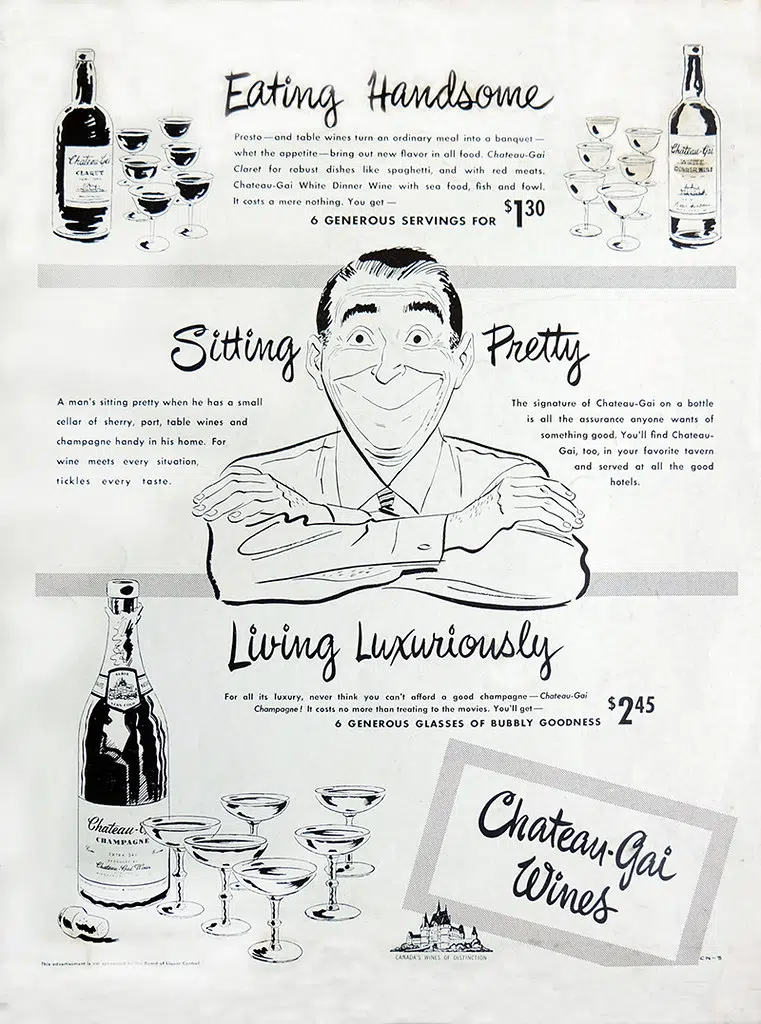 Eating Handsome
Presto—and table wines turn an ordinary meal into a banquet—
whet the appetite—bring out new flavor in all food. Chateau-Gai
Claret for robust dishes like spaghetti, and with red meats.
Chateau-Gai White Dinner Wine with sea food, fish and fowl.
It costs a mere nothing. You get—
6 GENEROUS SERVINGS FOR $1.30
Chateau-Ga
CLARET
Chateau-Gai
WHITE
DINNER WINE
Sitting Pretty
A man's sitting pretty when he has a small
cellar of sherry, port, table wines and
champagne handy in his home. For
wine meets every situation,
tickles every taste.
The signature of Chateau-Gai on a bottle
is all the assurance anyone wants of
something good. You'll find Chateau-
Gai, too, in your favorite tavern
and served at all the good
hotels.
Living Luxuriously
For all its luxury, never think you can't afford a good champagne—Chateau-Gai
Champagne! It costs no more than treating to the movies. You'll get—
6 GENEROUS GLASSES OF BUBBLY GOODNESS $2.45
Chateau-G
CHAMPAGNE
EXTRA DRY
Chateau-Gai Wines
Chateau-Gai
Wines
CANADA'S WINES OF DISTINCTION
CN-5
This advertisement is not sponsored by the Board of Liquor Control.